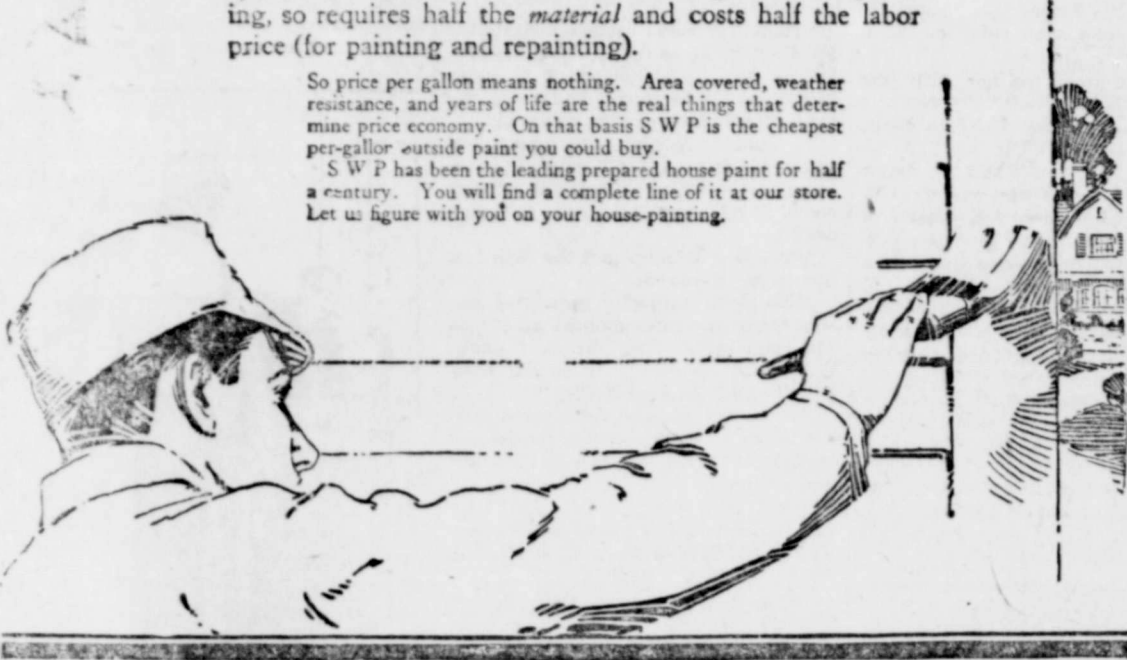 ing, so requires half the material and costs half the labor
price (for painting and repainting).
So price per gallon means nothing. Area covered, weather
resistance, and years of life are the real things that deter-
mine price economy. On that basis S W P is the cheapest
per-gallor outside paint you could buy.
S W P has been the leading prepared house paint for half
a century. You will find a complete line of it at our store.
Let us figure with you on your house-painting.